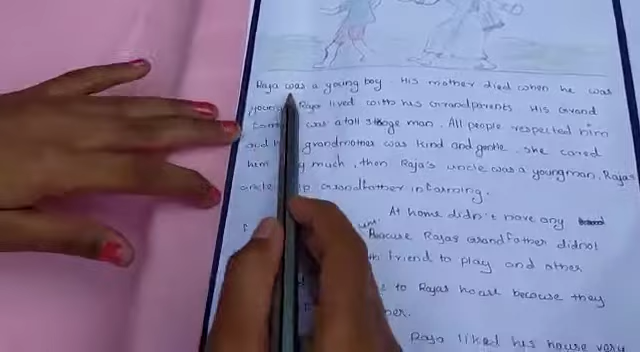 Raja was a young boy His mother died when he was
Raja lived with his Grandparents His Grand
was a tall man. All people respected him
grandmother was kind and gentle. she cared
him much, then Raja's uncle was a youngman. Raja
uncle grandfather in farming.
At home didn't have any
Because Rajas Grandfather didnot
friend to play and other
to Rajas house because they
Raja liked his house very